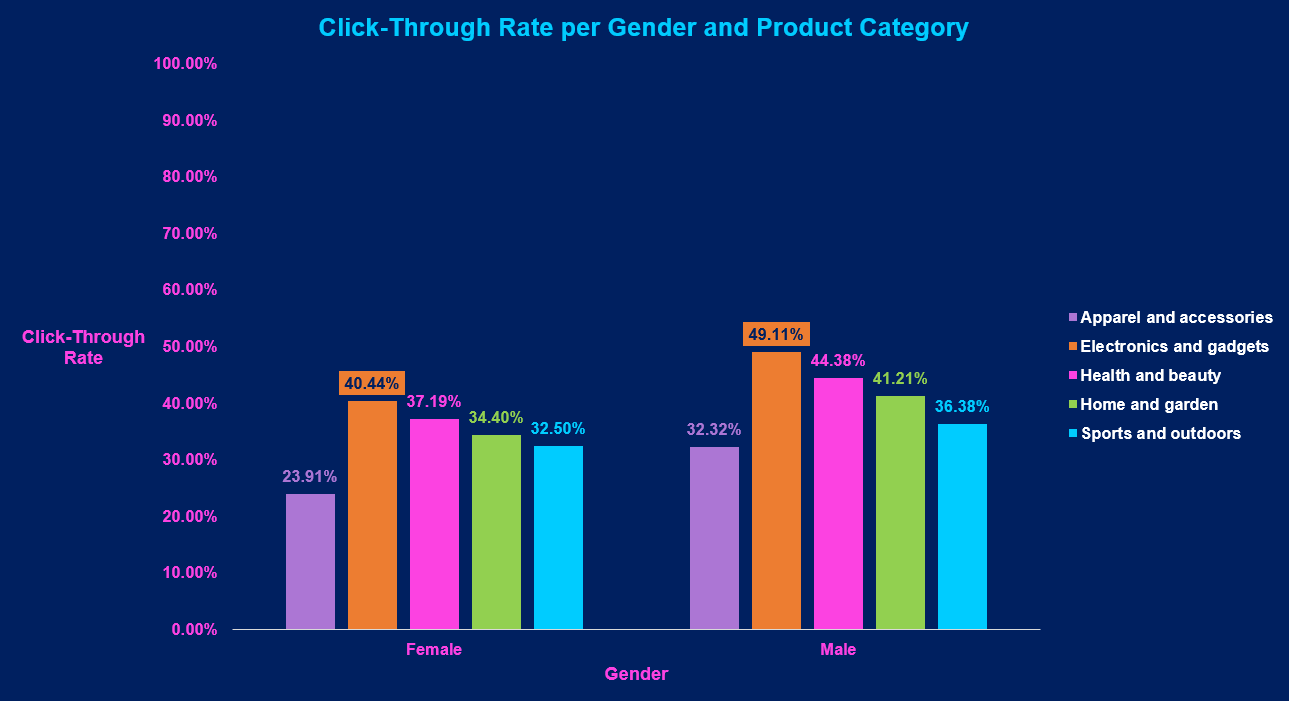 Click-Through Rate per Gender and Product Category
100.00%
90.00%
80.00%
70.00%
60.00%
50.00%
40.00%
30.00%
20.00%
10.00%
0.00%
Click-Through
Rate
23.91%
40.44%
37.19%
34.40%
32.50%
32.32%
49.11%
44.38%
41.21%
36.38%
Female
Male
Gender
Apparel and accessories
Electronics and gadgets
Health and beauty
Home and garden
Sports and outdoors